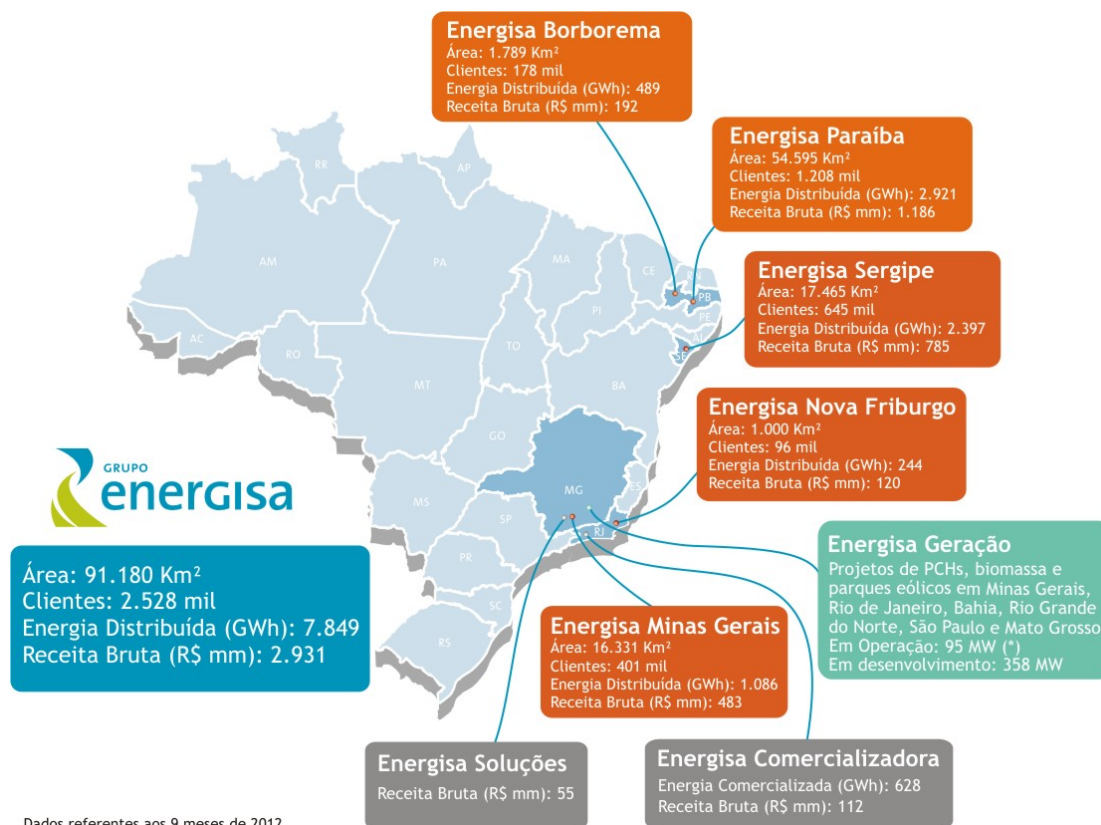 Energisa Borborema
Área: 1.789 Km²
Clientes: 178 mil
Energia Distribuída (GWh): 489
Receita Bruta (R$ mm): 192
Energisa Paraíba
Área: 54.595 Km²
Clientes: 1.208 mil
Energia Distribuída (GWh): 2.921
Receita Bruta (R$ mm): 1.186
Energisa Sergipe
Área: 17.465 Km²
Clientes: 645 mil
Energia Distribuída (GWh): 2.397
Receita Bruta (R$ mm): 785
Energisa Nova Friburgo
Área: 1.000 Km²
Clientes: 96 mil
Energia Distribuída (GWh): 244
Receita Bruta (R$ mm): 120
RR
AP
AM
PA
MA
CE
RN
PB
PE
PI
AL
SE
AC
RO
TO
BA
MT
GO
MG
ES
MS
SP
RJ
PR
SC
RS
GRUPO
energisa
Área: 91.180 Km²
Clientes: 2.528 mil
Energia Distribuída (GWh): 7.849
Receita Bruta (R$ mm): 2.931
Energisa Geração
Projetos de PCHs, biomassa e
parques eólicos em Minas Gerais,
Rio de Janeiro, Bahia, Rio Grande
do Norte, São Paulo e Mato Grosso
Em Operação: 95 MW (*)
Em desenvolvimento: 358 MW
Energisa Minas Gerais
Área: 16.331 Km²
Clientes: 401 mil
Energia Distribuída (GWh): 1.086
Receita Bruta (R$ mm): 483
Energisa Soluções
Receita Bruta (R$ mm): 55
Energisa Comercializadora
Energia Comercializada (GWh): 628
Receita Bruta (R$ mm): 112
Dados referentes aos 9 meses de 2012